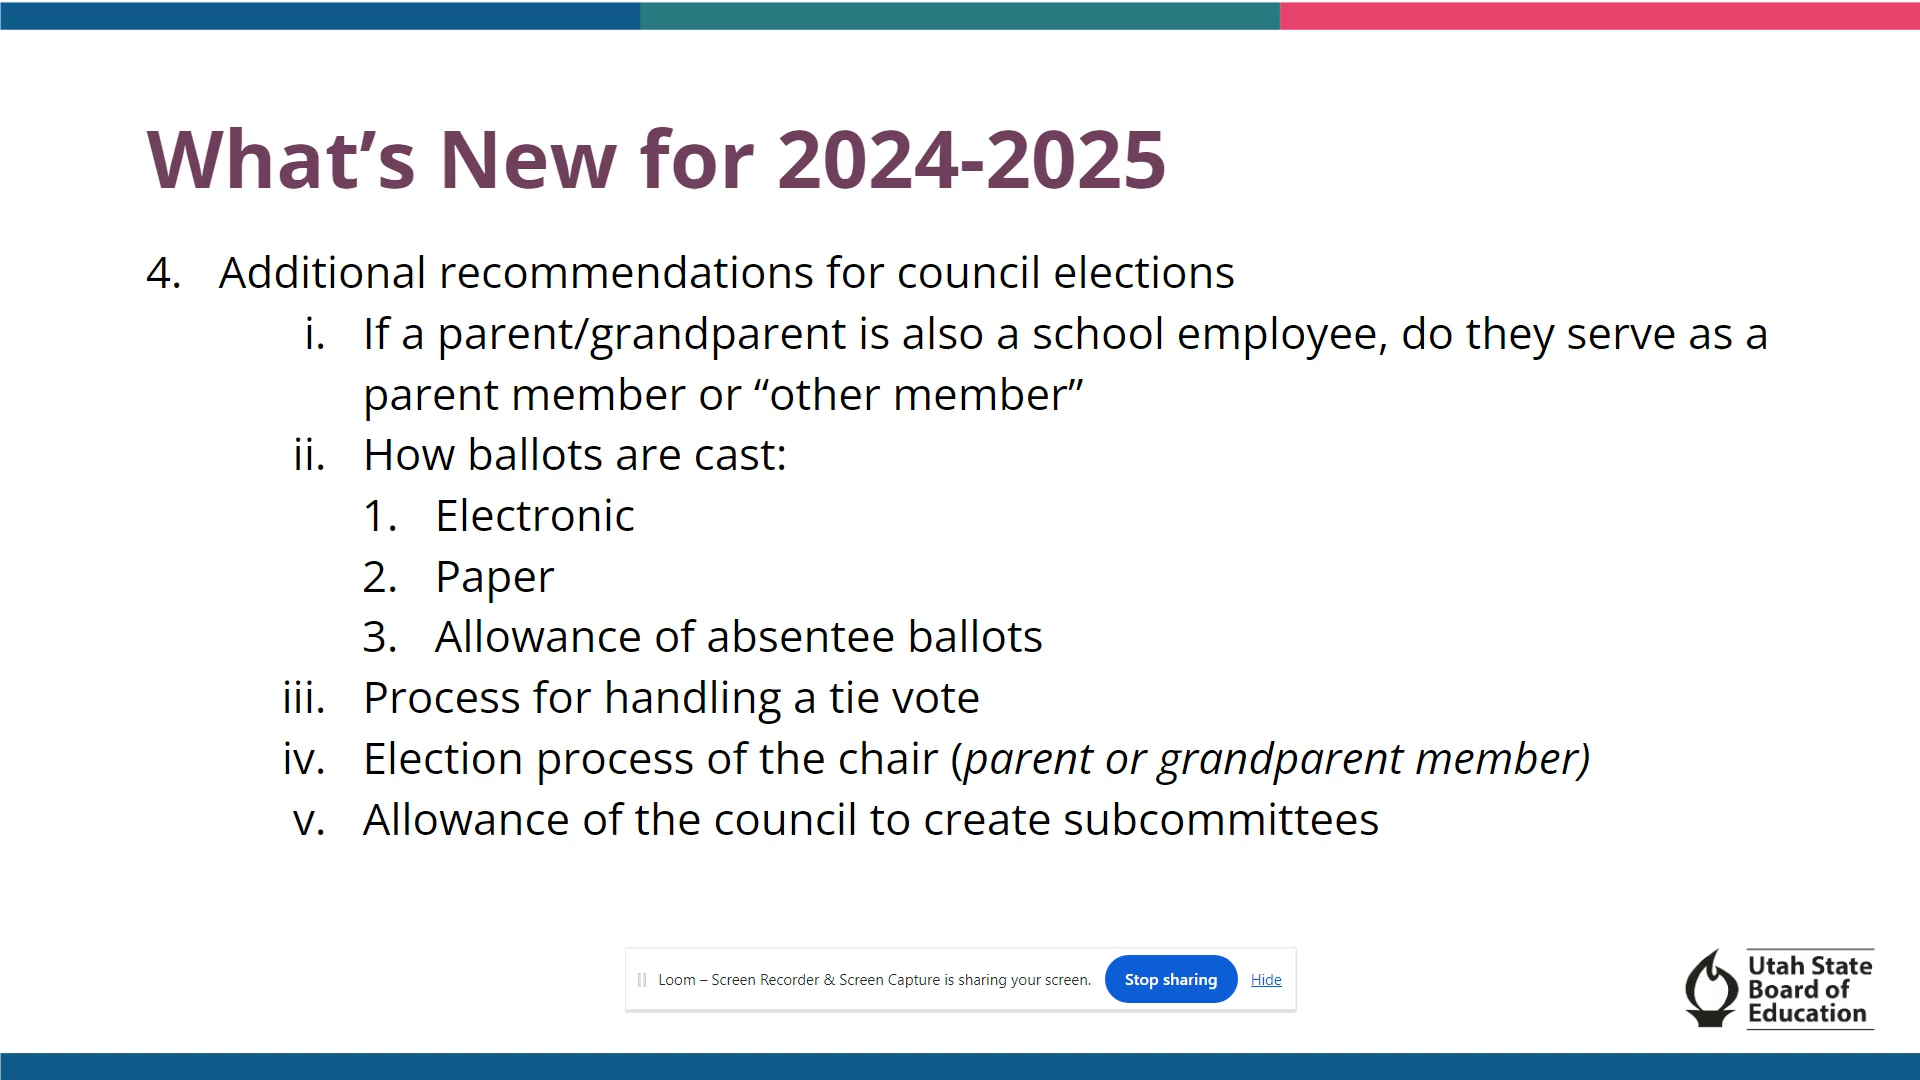 What’s New for 2024-2025
4. Additional recommendations for council elections
i. If a parent/grandparent is also a school employee, do they serve as a
parent member or “other member”
ii. How ballots are cast:
1. Electronic
2. Paper
3. Allowance of absentee ballots
iii. Process for handling a tie vote
iv. Election process of the chair (parent or grandparent member)
v. Allowance of the council to create subcommittees
Loom – Screen Recorder & Screen Capture is sharing your screen. Stop sharing Hide
Utah State
Board of
Education